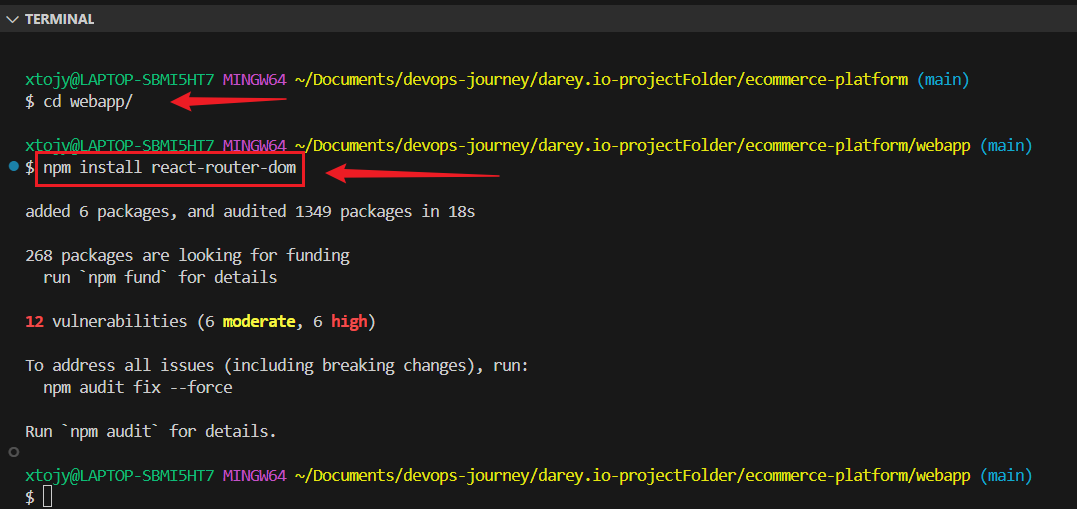 TERMINAL
xtojy@LAPTOP-SBMI5HT7 MINGW64 ~/Documents/devops-journey/darey.io-projectFolder/ecommerce-platform (main)
$ cd webapp/
xtojy@LAPTOP-SBMI5HT7 MINGW64 ~/Documents/devops-journey/darey.io-projectFolder/ecommerce-platform/webapp (main)
$ npm install react-router-dom
added 6 packages, and audited 1349 packages in 18s
268 packages are looking for funding
  run `npm fund` for details
12 vulnerabilities (6 moderate, 6 high)
To address all issues (including breaking changes), run:
  npm audit fix --force
Run `npm audit` for details.
xtojy@LAPTOP-SBMI5HT7 MINGW64 ~/Documents/devops-journey/darey.io-projectFolder/ecommerce-platform/webapp (main)
$